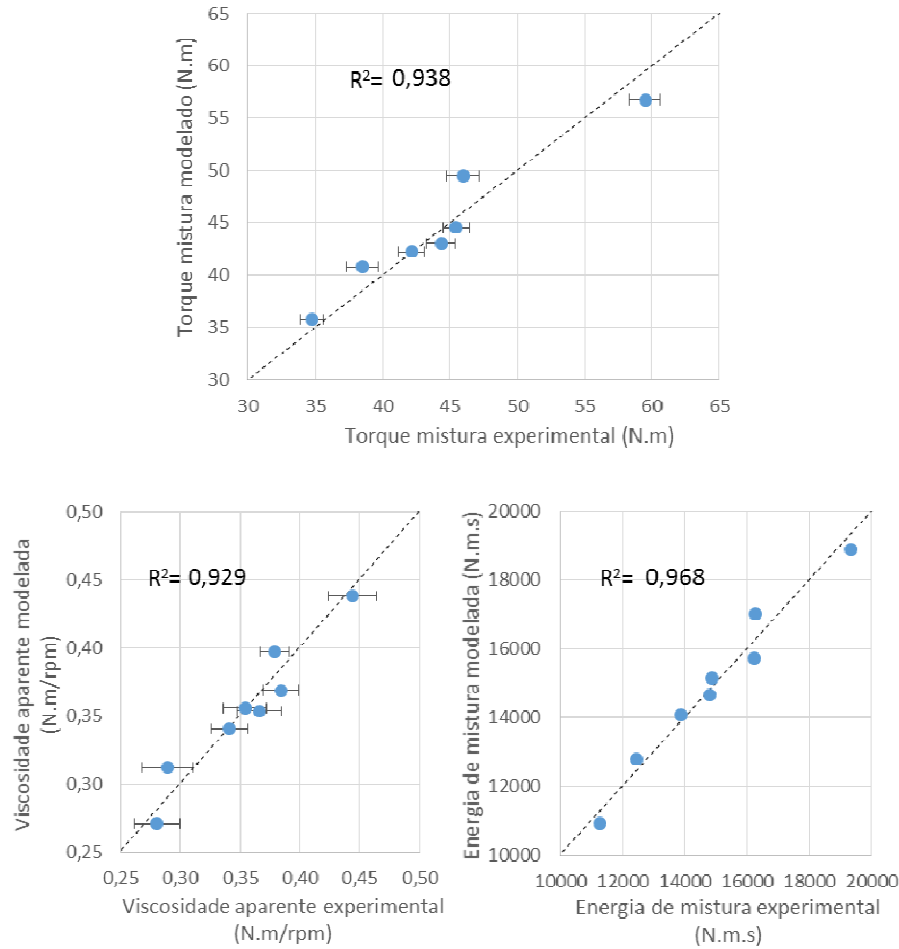 65
60
55
50
45
40
35
30
Torque mistura modelado (N.m)
R²= 0,938
30 35 40 45 50 55 60 65
Torque mistura experimental (N.m)
0,50
0,45
0,40
0,35
0,30
0,25
Viscosidade aparente modelada
(N.m/rpm)
R²= 0,929
0,25 0,30 0,35 0,40 0,45 0,50
Viscosidade aparente experimental
(N.m/rpm)
20000
18000
16000
14000
12000
10000
Energia de mistura modelada (N.m.s)
R²= 0,968
10000 12000 14000 16000 18000 20000
Energia de mistura experimental
(N.m.s)